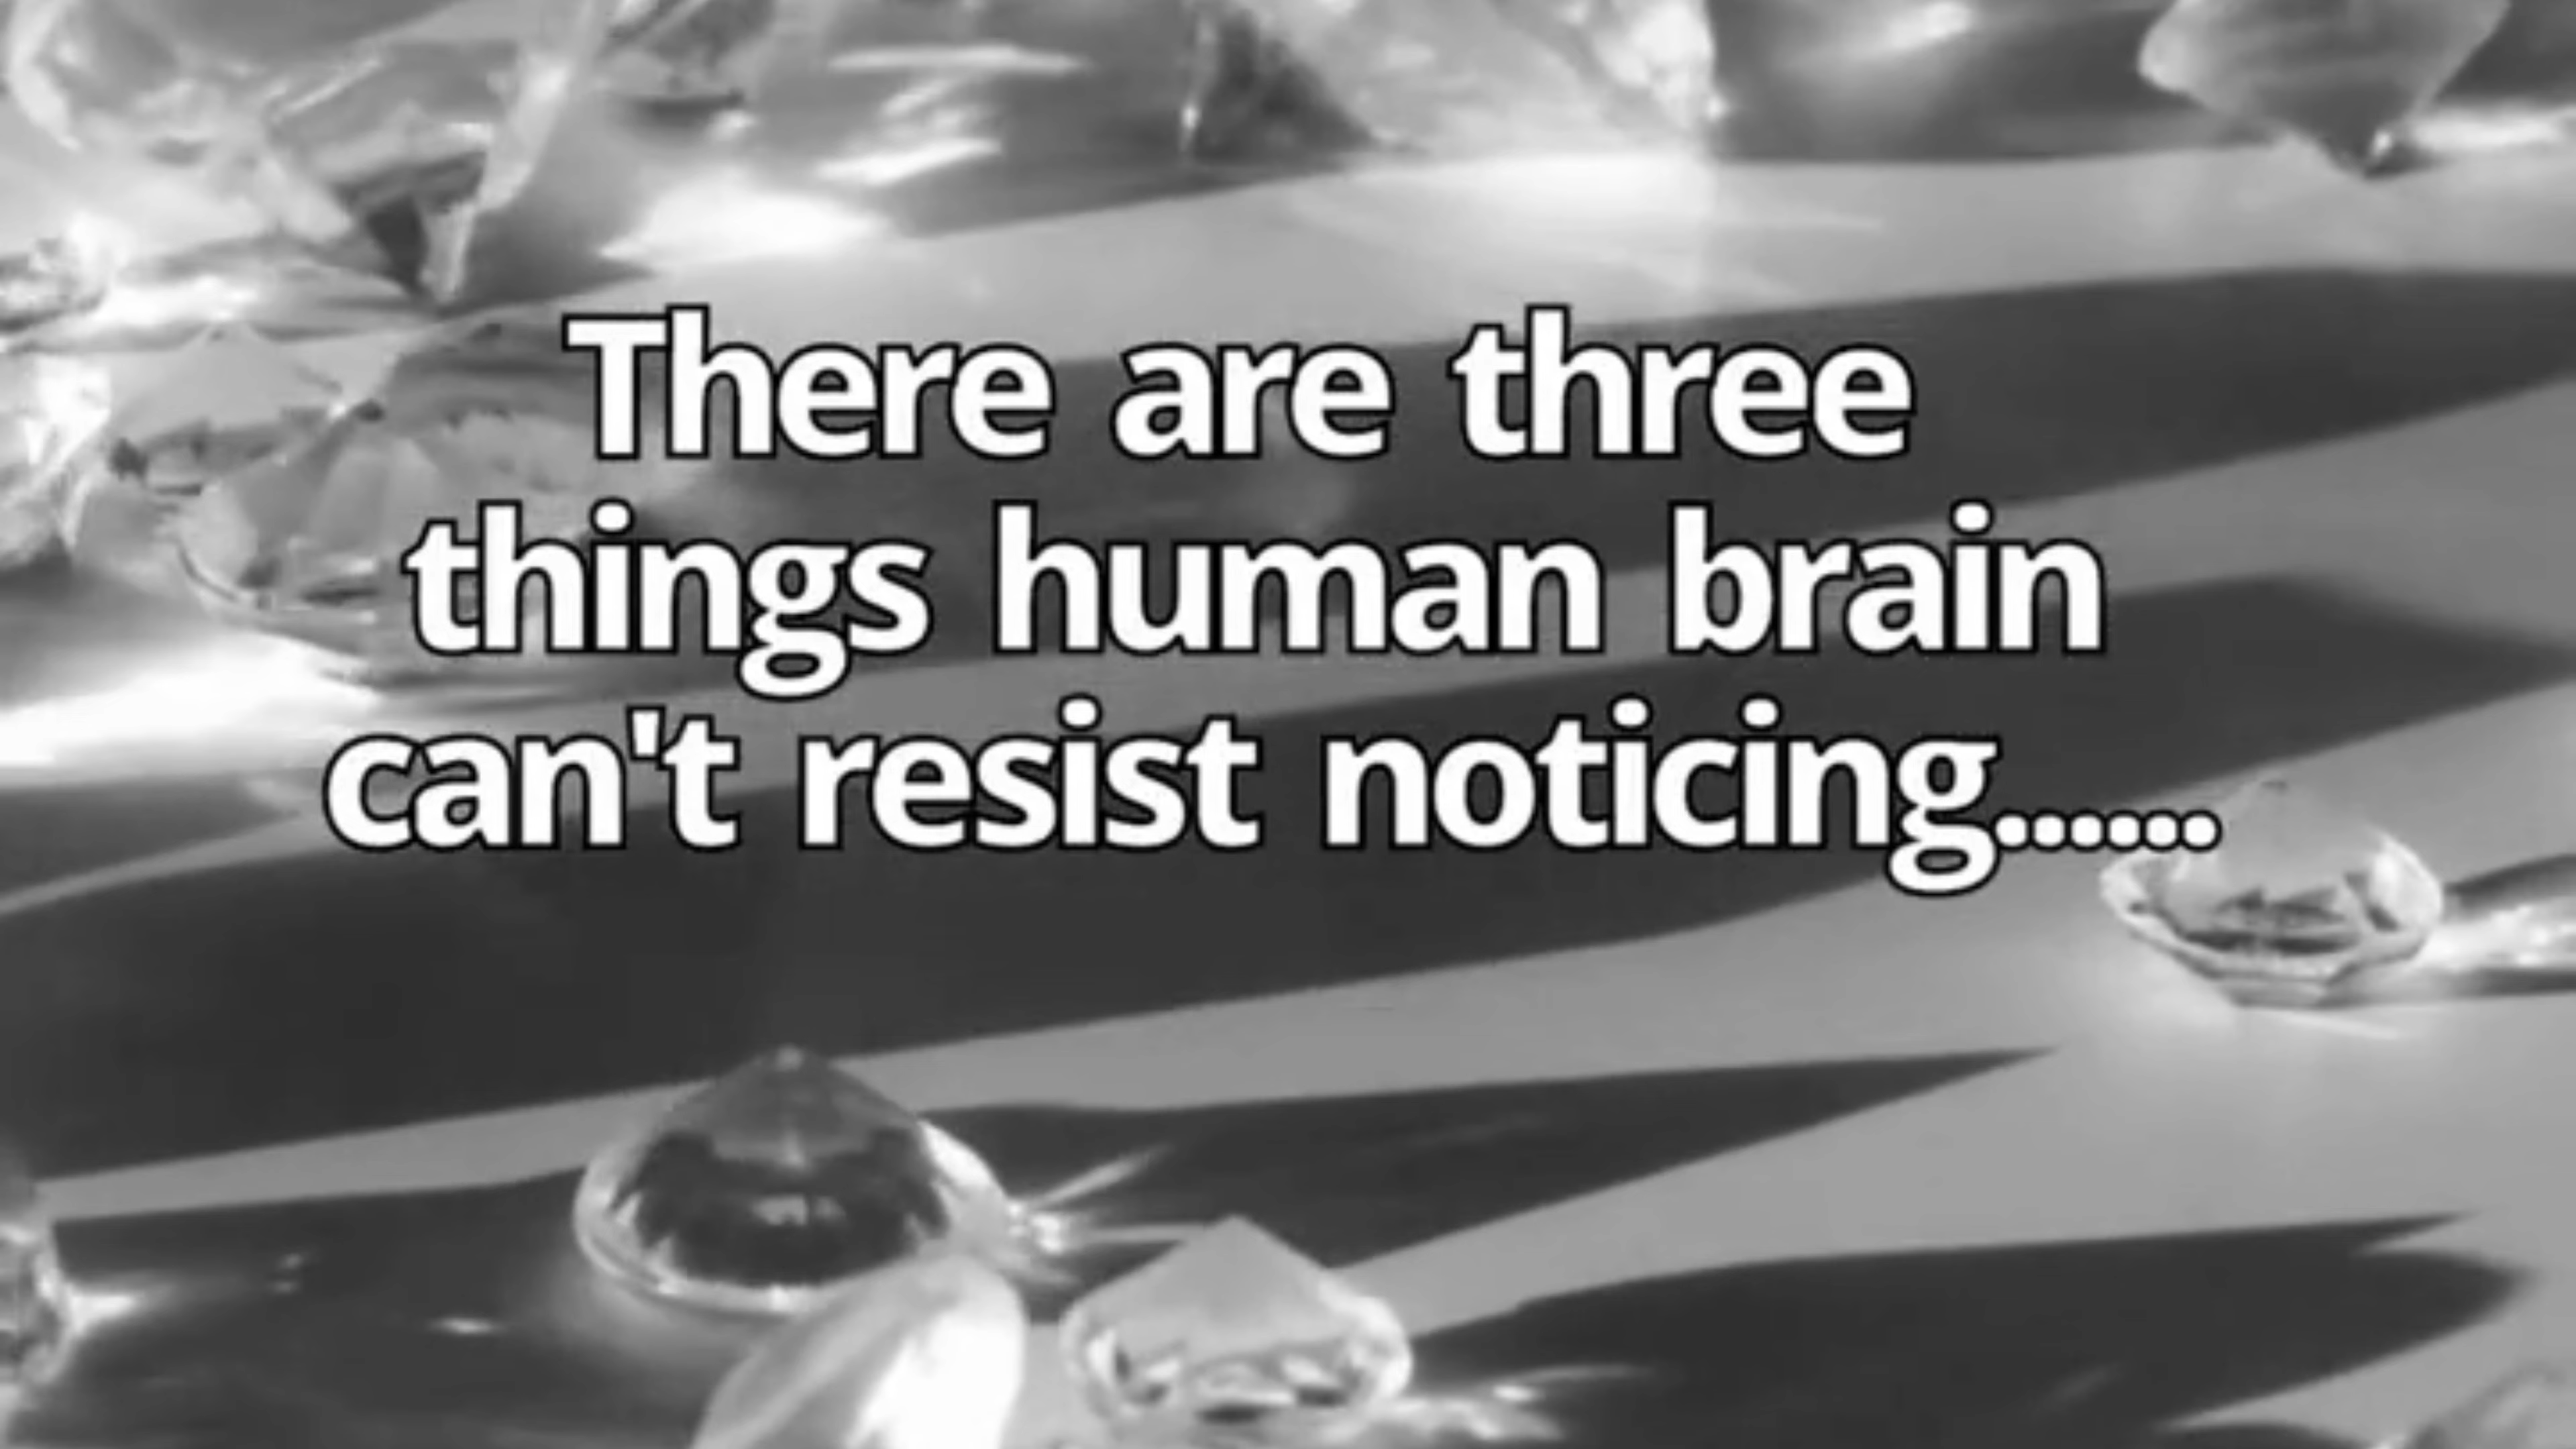 There are three
things human brain
can't resist noticing......